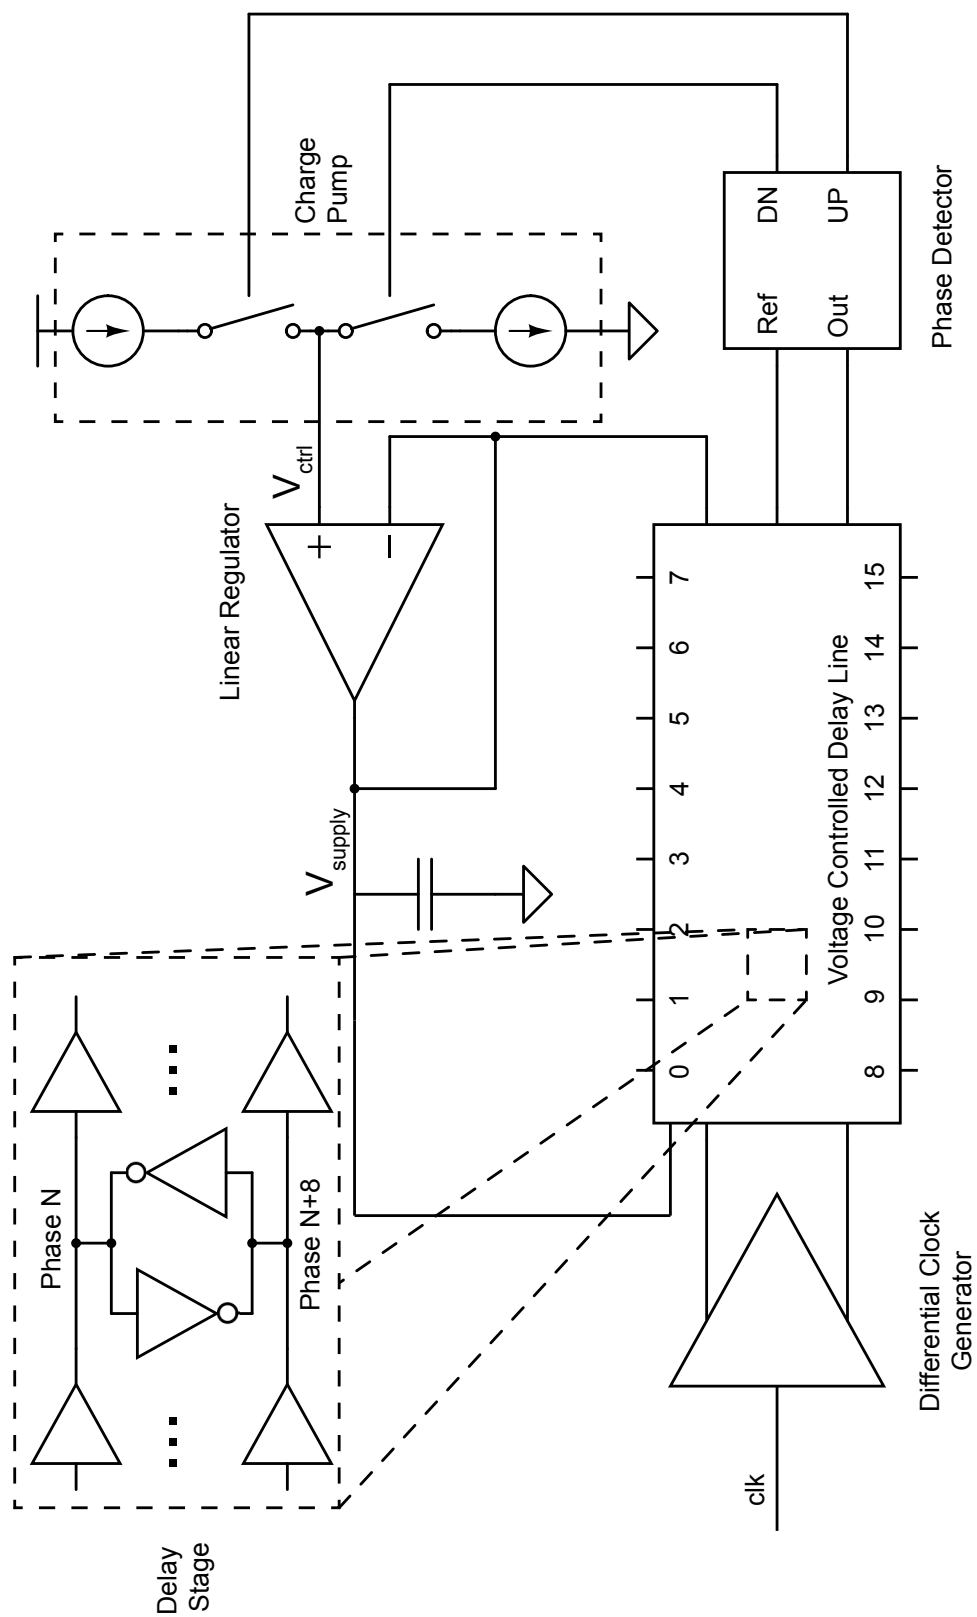 Delay
Stage
Phase N
Phase N+8
V
supply
Linear Regulator
+
−
V
ctrl
Charge
Pump
clk
Differential Clock
Generator
0 1 2 3 4 5 6 7
Voltage Controlled Delay Line
8 9 10 11 12 13 14 15
Ref DN
Out UP
Phase Detector